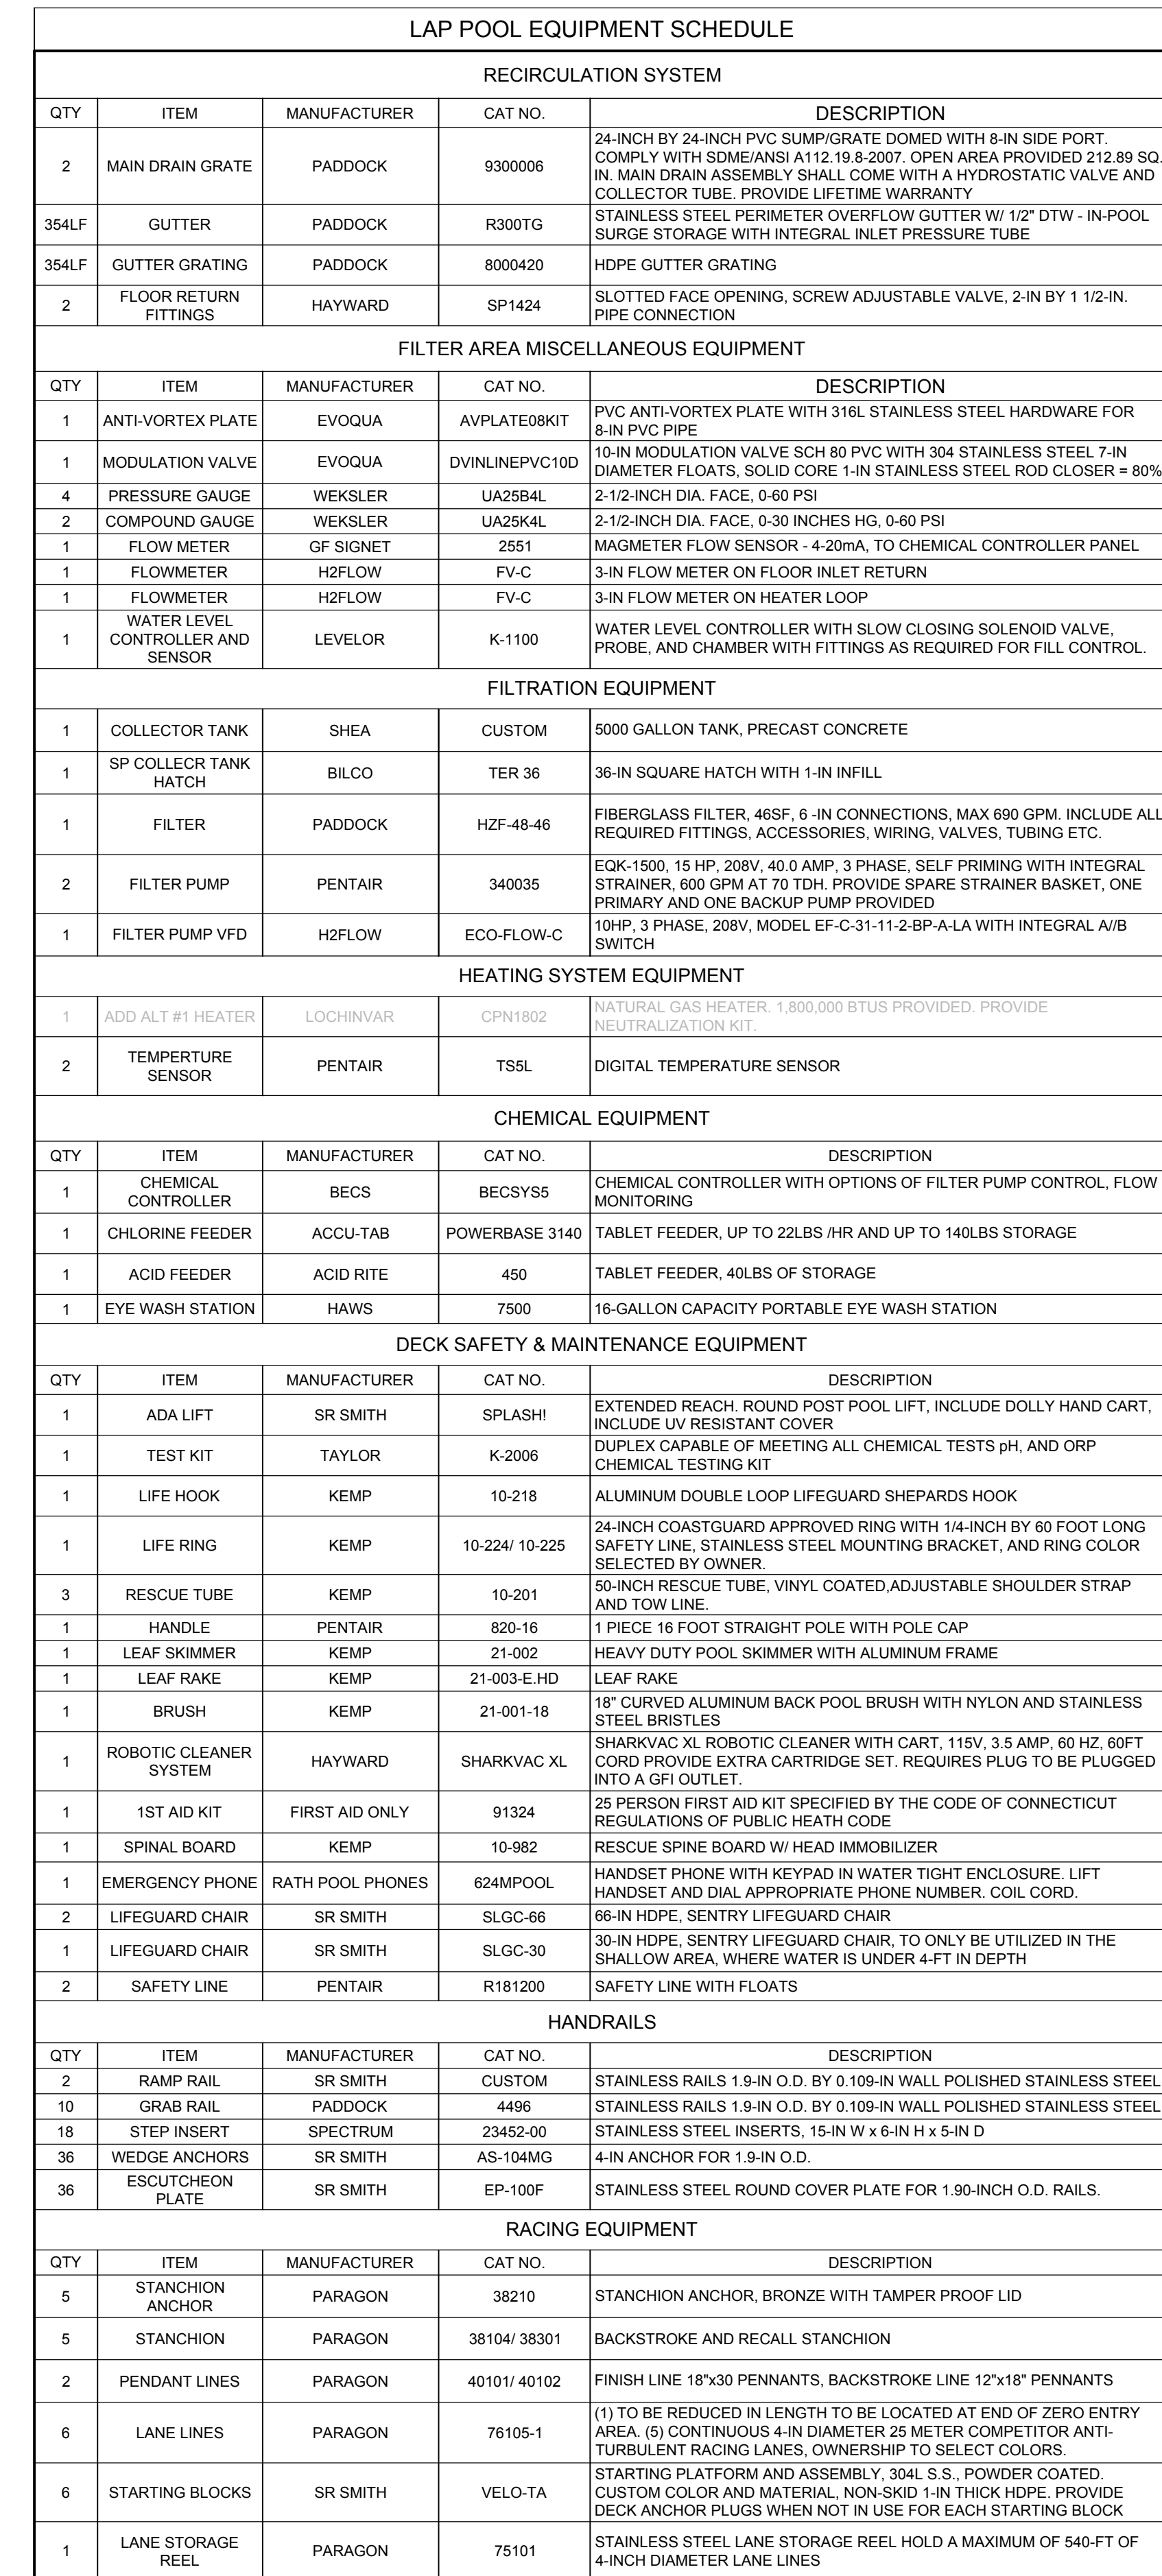 LAP POOL EQUIPMENT SCHEDULE
RECIRCULATION SYSTEM
QTY ITEM MANUFACTURER CAT NO. DESCRIPTION
2 MAIN DRAIN GRATE PADDOCK 9300006 24-INCH BY 24-INCH PVC SUMP/GRATE DOMED WITH 8-IN SIDE PORT.
COMPLY WITH SDME/ANSI A112.19.8-2007. OPEN AREA PROVIDED 212.89 SQ.
IN. MAIN DRAIN ASSEMBLY SHALL COME WITH A HYDROSTATIC VALVE AND
COLLECTOR TUBE. PROVIDE LIFETIME WARRANTY
354LF GUTTER PADDOCK R300TG STAINLESS STEEL PERIMETER OVERFLOW GUTTER W/ 1/2" DTW - IN-POOL
SURGE STORAGE WITH INTEGRAL INLET PRESSURE TUBE
354LF GUTTER GRATING PADDOCK 8000420 HDPE GUTTER GRATING
2 FLOOR RETURN
FITTINGS HAYWARD SP1424 SLOTTED FACE OPENING, SCREW ADJUSTABLE VALVE, 2-IN BY 1 1/2-IN.
PIPE CONNECTION
FILTER AREA MISCELLANEOUS EQUIPMENT
QTY ITEM MANUFACTURER CAT NO. DESCRIPTION
1 ANTI-VORTEX PLATE EVOQUA AVPLATE08KIT PVC ANTI-VORTEX PLATE WITH 316L STAINLESS STEEL HARDWARE FOR
8-IN PVC PIPE
1 MODULATION VALVE EVOQUA DVINLINEPVC10D 10-IN MODULATION VALVE SCH 80 PVC WITH 304 STAINLESS STEEL 7-IN
DIAMETER FLOATS, SOLID CORE 1-IN STAINLESS STEEL ROD CLOSER = 80%
4 PRESSURE GAUGE WEKSLER UA25B4L 2-1/2-INCH DIA. FACE, 0-60 PSI
2 COMPOUND GAUGE WEKSLER UA25K4L 2-1/2-INCH DIA. FACE, 0-30 INCHES HG, 0-60 PSI
1 FLOW METER GF SIGNET 2551 MAGMETER FLOW SENSOR - 4-20mA, TO CHEMICAL CONTROLLER PANEL
1 FLOWMETER H2FLOW FV-C 3-IN FLOW METER ON FLOOR INLET RETURN
1 FLOWMETER H2FLOW FV-C 3-IN FLOW METER ON HEATER LOOP
1 WATER LEVEL
CONTROLLER AND
SENSOR LEVELOR K-1100 WATER LEVEL CONTROLLER WITH SLOW CLOSING SOLENOID VALVE,
PROBE, AND CHAMBER WITH FITTINGS AS REQUIRED FOR FILL CONTROL.
FILTRATION EQUIPMENT
1 COLLECTOR TANK SHEA CUSTOM 5000 GALLON TANK, PRECAST CONCRETE
1 SP COLLECR TANK
HATCH BILCO TER 36 36-IN SQUARE HATCH WITH 1-IN INFILL
1 FILTER PADDOCK HZF-48-46 FIBERGLASS FILTER, 46SF, 6 -IN CONNECTIONS, MAX 690 GPM. INCLUDE ALL
REQUIRED FITTINGS, ACCESSORIES, WIRING, VALVES, TUBING ETC.
2 FILTER PUMP PENTAIR 340035 EQK-1500, 15 HP, 208V, 40.0 AMP, 3 PHASE, SELF PRIMING WITH INTEGRAL
STRAINER, 600 GPM AT 70 TDH. PROVIDE SPARE STRAINER BASKET, ONE
PRIMARY AND ONE BACKUP PUMP PROVIDED
1 FILTER PUMP VFD H2FLOW ECO-FLOW-C 10HP, 3 PHASE, 208V, MODEL EF-C-31-11-2-BP-A-LA WITH INTEGRAL A//B
SWITCH
HEATING SYSTEM EQUIPMENT
1 ADD ALT #1 HEATER LOCHINVAR CPN1802 NATURAL GAS HEATER. 1,800,000 BTUS PROVIDED. PROVIDE
NEUTRALIZATION KIT.
2 TEMPERTURE
SENSOR PENTAIR TS5L DIGITAL TEMPERATURE SENSOR
CHEMICAL EQUIPMENT
QTY ITEM MANUFACTURER CAT NO. DESCRIPTION
1 CHEMICAL
CONTROLLER BECS BECSYS5 CHEMICAL CONTROLLER WITH OPTIONS OF FILTER PUMP CONTROL, FLOW
MONITORING
1 CHLORINE FEEDER ACCU-TAB POWERBASE 3140 TABLET FEEDER, UP TO 22LBS /HR AND UP TO 140LBS STORAGE
1 ACID FEEDER ACID RITE 450 TABLET FEEDER, 40LBS OF STORAGE
1 EYE WASH STATION HAWS 7500 16-GALLON CAPACITY PORTABLE EYE WASH STATION
DECK SAFETY & MAINTENANCE EQUIPMENT
QTY ITEM MANUFACTURER CAT NO. DESCRIPTION
1 ADA LIFT SR SMITH SPLASH! EXTENDED REACH. ROUND POST POOL LIFT, INCLUDE DOLLY HAND CART,
INCLUDE UV RESISTANT COVER
1 TEST KIT TAYLOR K-2006 DUPLEX CAPABLE OF MEETING ALL CHEMICAL TESTS pH, AND ORP
CHEMICAL TESTING KIT
1 LIFE HOOK KEMP 10-218 ALUMINUM DOUBLE LOOP LIFEGUARD SHEPARDS HOOK
1 LIFE RING KEMP 10-224/ 10-225 24-INCH COASTGUARD APPROVED RING WITH 1/4-INCH BY 60 FOOT LONG
SAFETY LINE, STAINLESS STEEL MOUNTING BRACKET, AND RING COLOR
SELECTED BY OWNER.
3 RESCUE TUBE KEMP 10-201 50-INCH RESCUE TUBE, VINYL COATED,ADJUSTABLE SHOULDER STRAP
AND TOW LINE.
1 HANDLE PENTAIR 820-16 1 PIECE 16 FOOT STRAIGHT POLE WITH POLE CAP
1 LEAF SKIMMER KEMP 21-002 HEAVY DUTY POOL SKIMMER WITH ALUMINUM FRAME
1 LEAF RAKE KEMP 21-003-E.HD LEAF RAKE
1 BRUSH KEMP 21-001-18 18" CURVED ALUMINUM BACK POOL BRUSH WITH NYLON AND STAINLESS
STEEL BRISTLES
1 ROBOTIC CLEANER
SYSTEM HAYWARD SHARKVAC XL SHARKVAC XL ROBOTIC CLEANER WITH CART, 115V, 3.5 AMP, 60 HZ, 60FT
CORD PROVIDE EXTRA CARTRIDGE SET. REQUIRES PLUG TO BE PLUGGED
INTO A GFI OUTLET.
1 1ST AID KIT FIRST AID ONLY 91324 25 PERSON FIRST AID KIT SPECIFIED BY THE CODE OF CONNECTICUT
REGULATIONS OF PUBLIC HEATH CODE
1 SPINAL BOARD KEMP 10-982 RESCUE SPINE BOARD W/ HEAD IMMOBILIZER
1 EMERGENCY PHONE RATH POOL PHONES 624MPOOL HANDSET PHONE WITH KEYPAD IN WATER TIGHT ENCLOSURE. LIFT
HANDSET AND DIAL APPROPRIATE PHONE NUMBER. COIL CORD.
2 LIFEGUARD CHAIR SR SMITH SLGC-66 66-IN HDPE, SENTRY LIFEGUARD CHAIR
1 LIFEGUARD CHAIR SR SMITH SLGC-30 30-IN HDPE, SENTRY LIFEGUARD CHAIR, TO ONLY BE UTILIZED IN THE
SHALLOW AREA, WHERE WATER IS UNDER 4-FT IN DEPTH
2 SAFETY LINE PENTAIR R181200 SAFETY LINE WITH FLOATS
HANDRAILS
QTY ITEM MANUFACTURER CAT NO. DESCRIPTION
2 RAMP RAIL SR SMITH CUSTOM STAINLESS RAILS 1.9-IN O.D. BY 0.109-IN WALL POLISHED STAINLESS STEEL
10 GRAB RAIL PADDOCK 4496 STAINLESS RAILS 1.9-IN O.D. BY 0.109-IN WALL POLISHED STAINLESS STEEL
18 STEP INSERT SPECTRUM 23452-00 STAINLESS STEEL INSERTS, 15-IN W x 6-IN H x 5-IN D
36 WEDGE ANCHORS SR SMITH AS-104MG 4-IN ANCHOR FOR 1.9-IN O.D.
36 ESCUTCHEON
PLATE SR SMITH EP-100F STAINLESS STEEL ROUND COVER PLATE FOR 1.90-INCH O.D. RAILS.
RACING EQUIPMENT
QTY ITEM MANUFACTURER CAT NO. DESCRIPTION
5 STANCHION
ANCHOR PARAGON 38210 STANCHION ANCHOR, BRONZE WITH TAMPER PROOF LID
5 STANCHION PARAGON 38104/ 38301 BACKSTROKE AND RECALL STANCHION
2 PENDANT LINES PARAGON 40101/ 40102 FINISH LINE 18"x30 PENNANTS, BACKSTROKE LINE 12"x18" PENNANTS
6 LANE LINES PARAGON 76105-1 (1) TO BE REDUCED IN LENGTH TO BE LOCATED AT END OF ZERO ENTRY
AREA. (5) CONTINUOUS 4-IN DIAMETER 25 METER COMPETITOR ANTI-
TURBULENT RACING LANES, OWNERSHIP TO SELECT COLORS.
6 STARTING BLOCKS SR SMITH VELO-TA STARTING PLATFORM AND ASSEMBLY, 304L S.S., POWDER COATED.
CUSTOM COLOR AND MATERIAL, NON-SKID 1-IN THICK HDPE. PROVIDE
DECK ANCHOR PLUGS WHEN NOT IN USE FOR EACH STARTING BLOCK
1 LANE STORAGE
REEL PARAGON 75101 STAINLESS STEEL LANE STORAGE REEL HOLD A MAXIMUM OF 540-FT OF
4-INCH DIAMETER LANE LINES